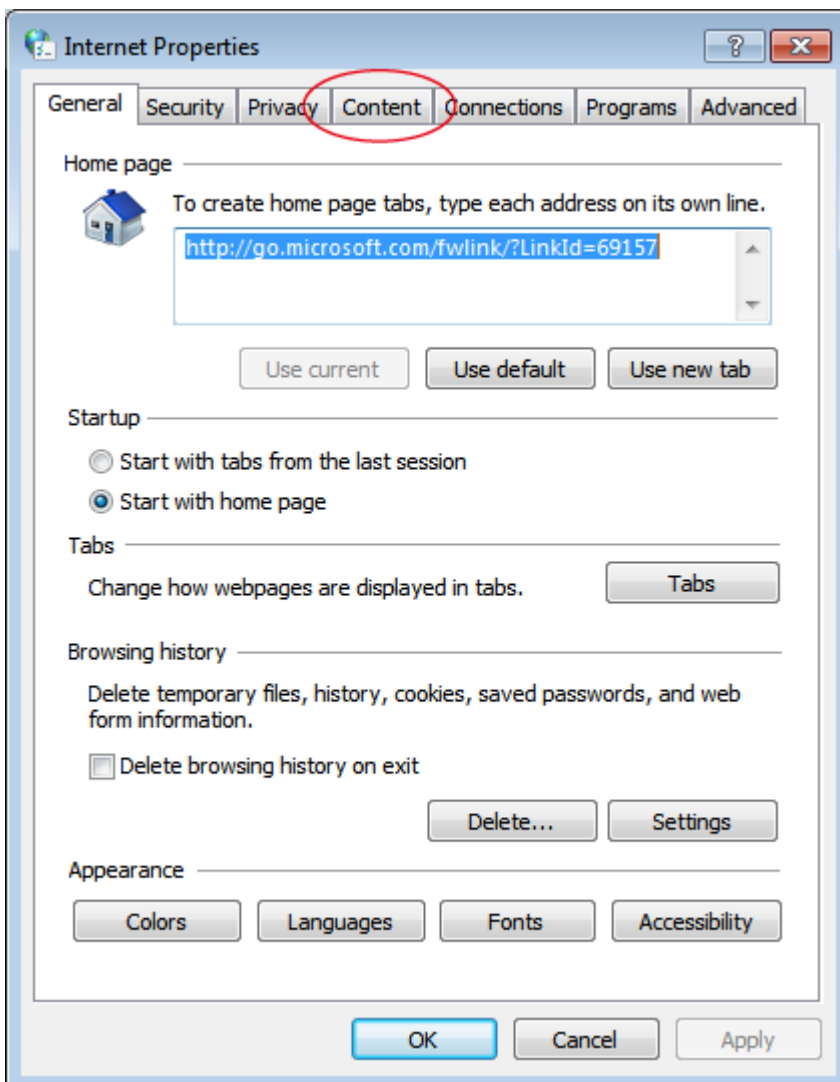 Internet Properties
General Security Privacy Content Connections Programs Advanced
Home page
To create home page tabs, type each address on its own line.
http://go.microsoft.com/fwlink/?LinkId=69157
Use current Use default Use new tab
Startup
Start with tabs from the last session
Start with home page
Tabs
Change how webpages are displayed in tabs. Tabs
Browsing history
Delete temporary files, history, cookies, saved passwords, and web
form information.
Delete browsing history on exit
Delete... Settings
Appearance
Colors Languages Fonts Accessibility
OK Cancel Apply